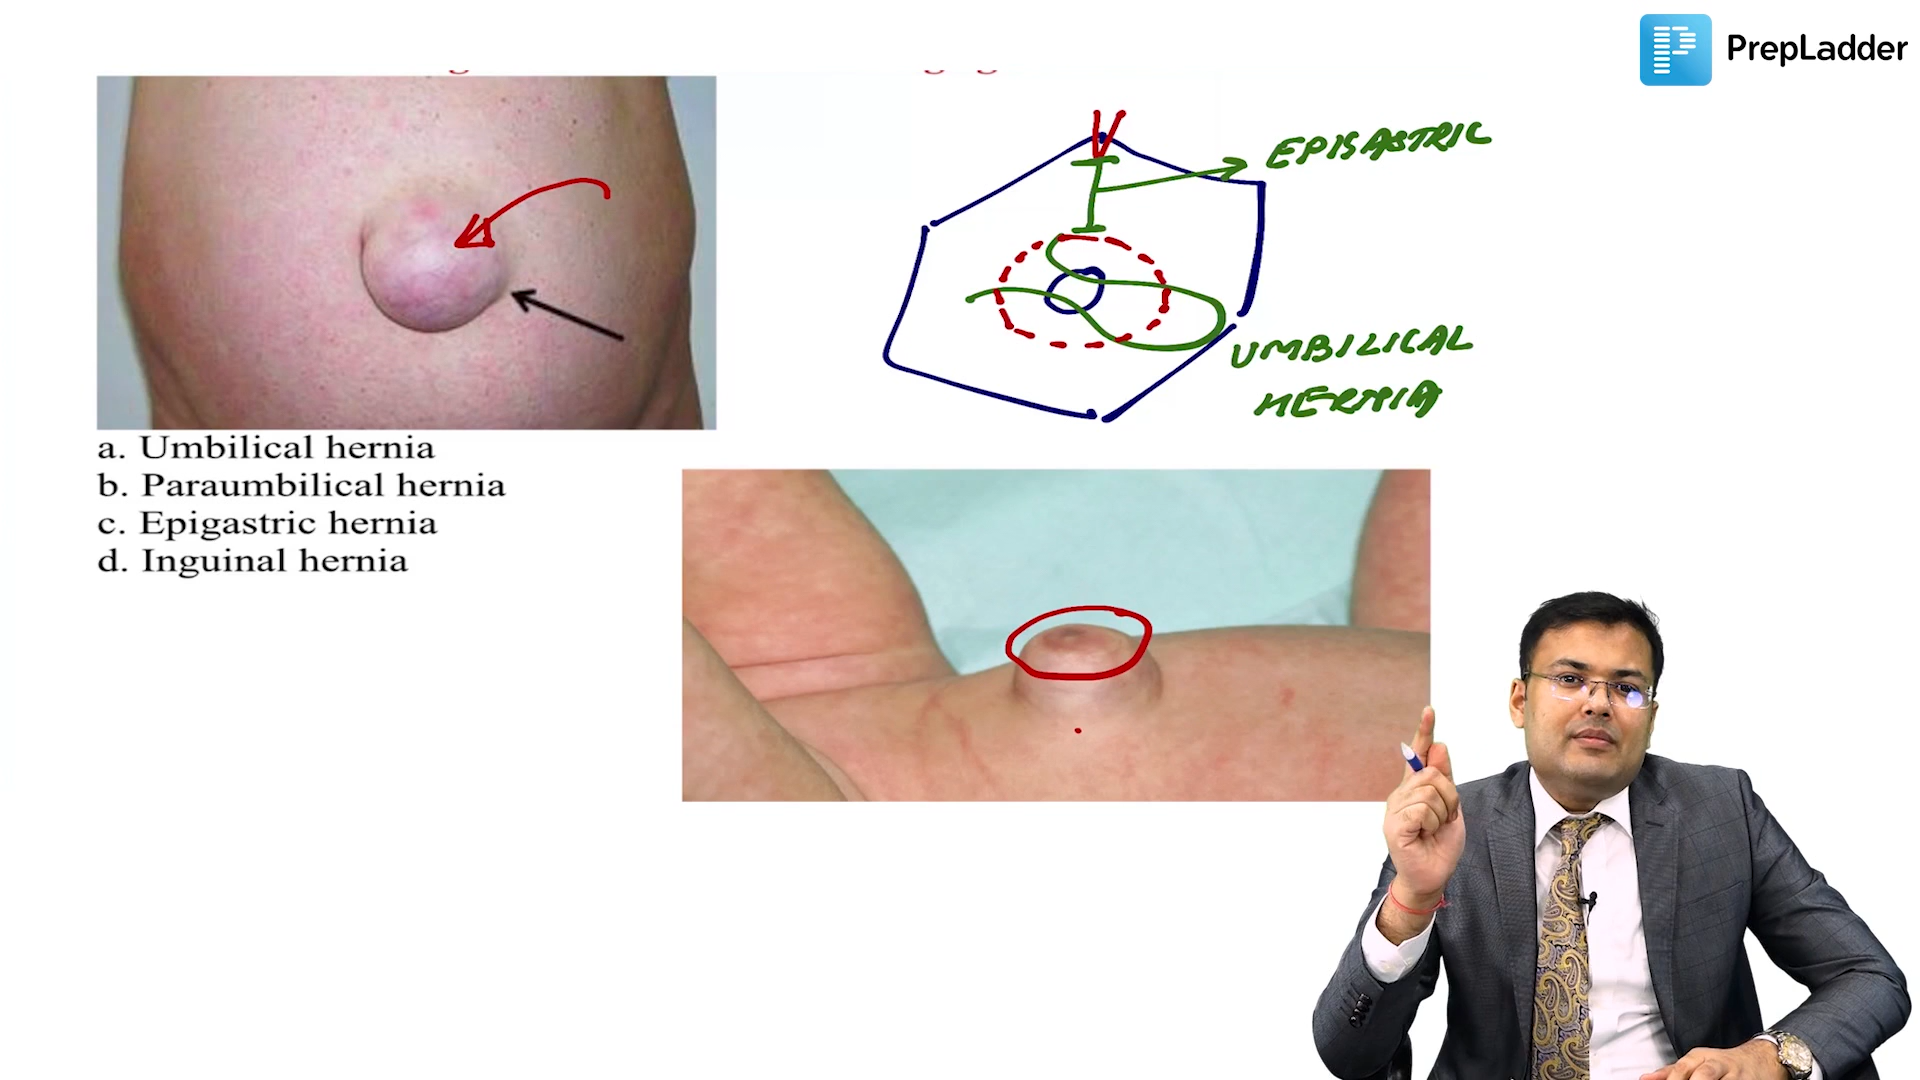 PrepLadder
EPIGASTRIC
UMBILICAL
HERNIA
a. Umbilical hernia
b. Paraumbilical hernia
c. Epigastric hernia
d. Inguinal hernia